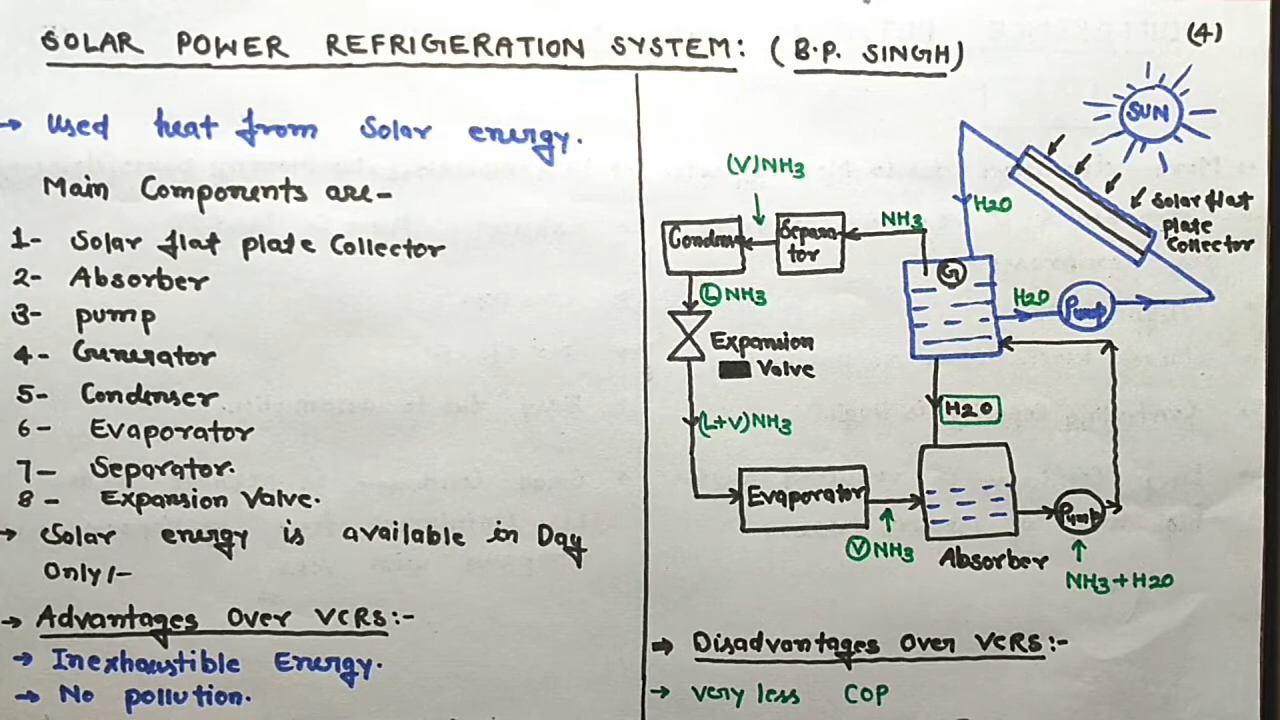 SOLAR POWER REFRIGERATION SYSTEM: (B.P. SINGH)
(4)
→ Used heat from Solar energy.
Main Components are-
1- Solar flat plate Collector
2- Absorber
3- pump
4- Generator
5- Condenser
6- Evaporator
7- Separator.
8- Expansion Valve.
→ Solar energy is available in Day
Only/-
→ Advantages Over VCRS:-
→ Inexhaustible Energy.
→ No pollution.
SUN
Solar flat
plate
Collector
(V)NH3
H2O
NH3
Condens
Separa
tor
G
(L)NH3
H2O
Pump
Expansion
Valve
H2O
(L+V)NH3
Evaporator
(V)NH3
Absorber
Pump
NH3+H2O
→ Disadvantages Over VCRS:-
→ very less COP